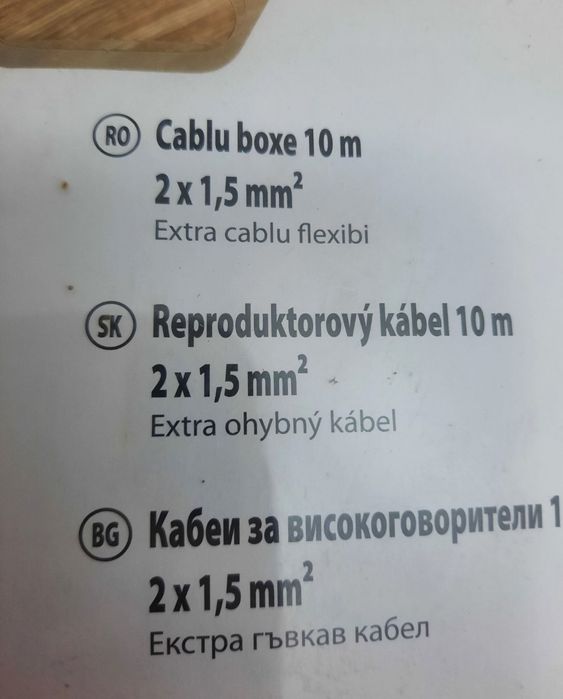 RO Cablu boxe 10 m
2 x 1,5 mm²
Extra cablu flexibi
SK Reproduktorový kábel 10 m
2 x 1,5 mm²
Extra ohybný kábel
BG Кабеи за високоговорители 1
2 x 1,5 mm²
Екстра гъвкав кабел